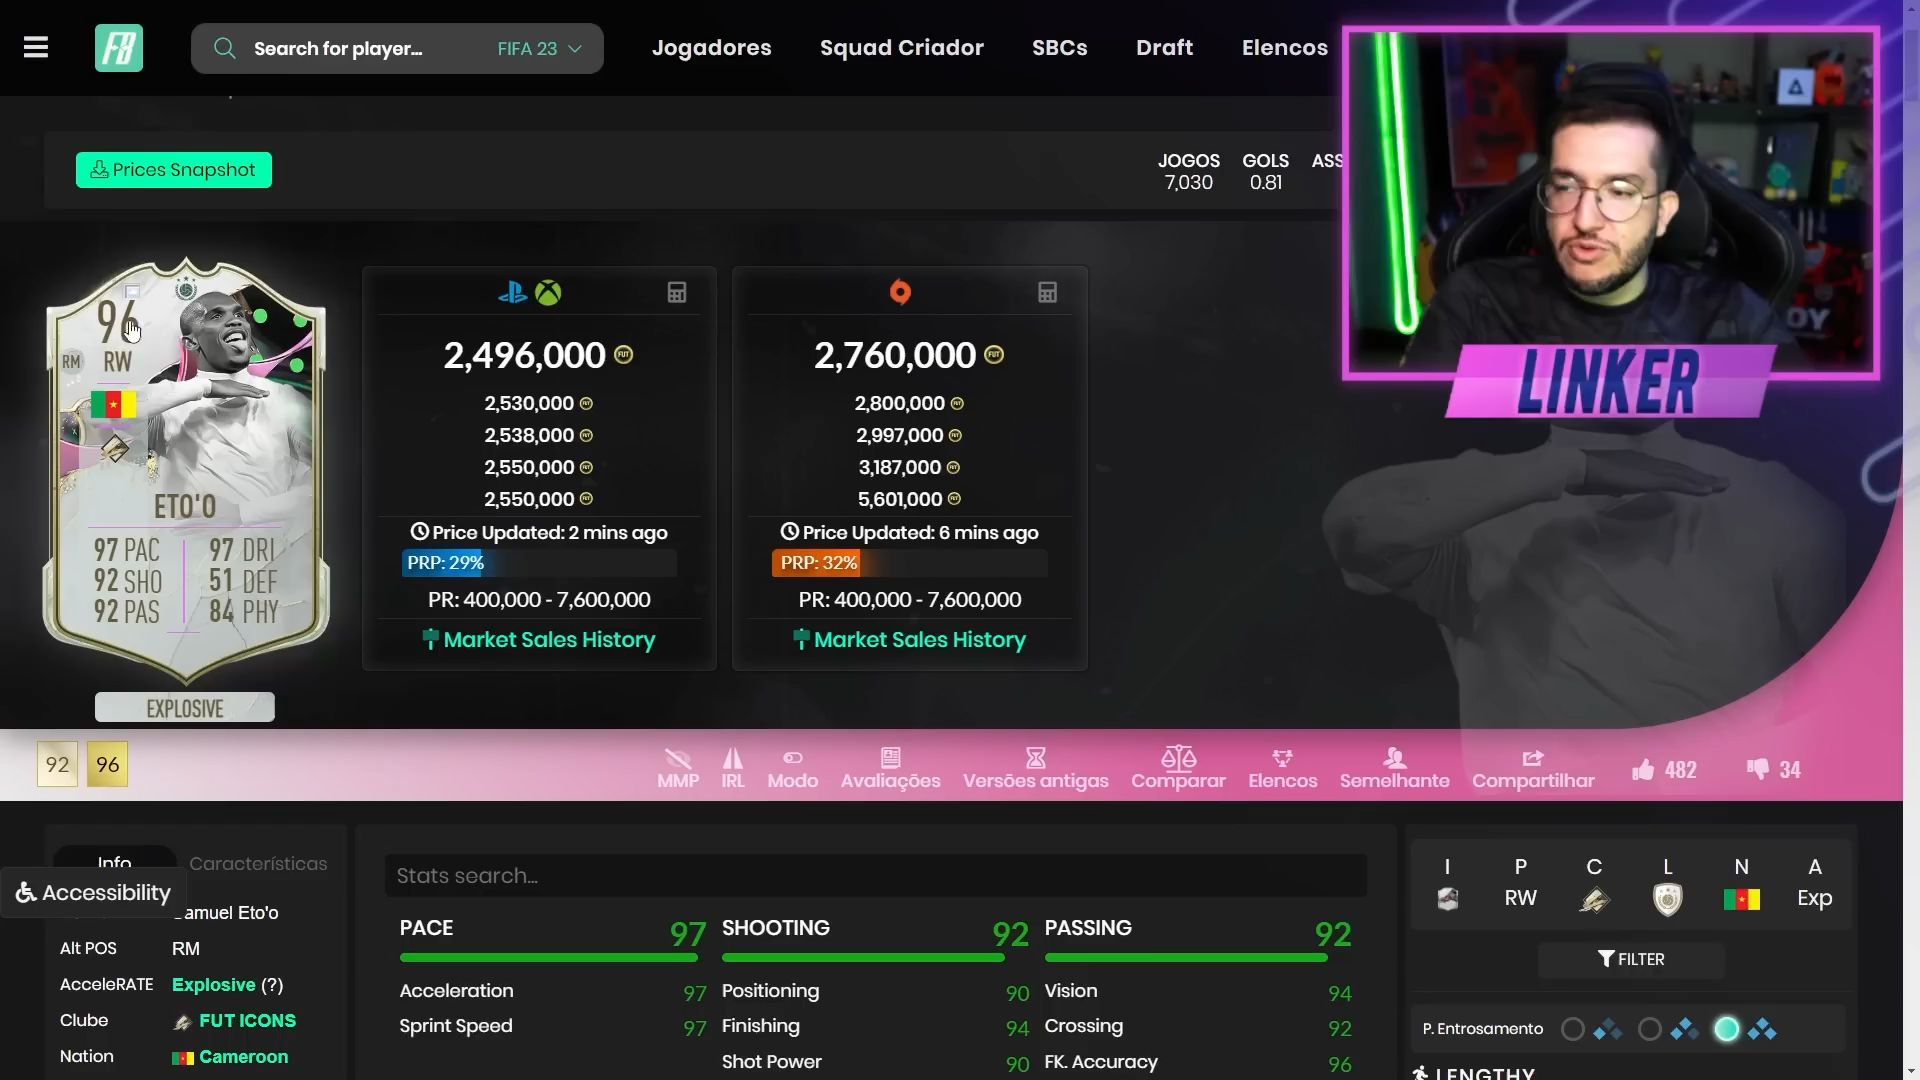 Search for player...
FIFA 23
Jogadores
Squad Criador
SBCs
Draft
Elencos
Prices Snapshot
JOGOS
7,030
GOLS
0.81
ASS
LINKER
96
RM
RW
ETO'O
97 PAC
97 DRI
92 SHO
51 DEF
92 PAS
84 PHY
EXPLOSIVE
2,496,000
2,530,000
2,538,000
2,550,000
2,550,000
Price Updated: 2 mins ago
PRP: 29%
PR: 400,000 - 7,600,000
Market Sales History
2,760,000
2,800,000
2,997,000
3,187,000
5,601,000
Price Updated: 6 mins ago
PRP: 32%
PR: 400,000 - 7,600,000
Market Sales History
92
96
MMP
IRL
Modo
Avaliações
Versões antigas
Comparar
Elencos
Semelhante
Compartilhar
482
34
Info
Características
Accessibility
Samuel Eto'o
Alt POS
RM
AcceleRATE
Explosive (?)
Clube
FUT ICONS
Nation
Cameroon
Stats search...
PACE
97
Acceleration
97
Sprint Speed
97
SHOOTING
92
Positioning
90
Finishing
94
Shot Power
90
PASSING
92
Vision
94
Crossing
92
FK. Accuracy
96
I
P
C
L
N
A
RW
Exp
FILTER
P. Entrosamento
LENGTHY